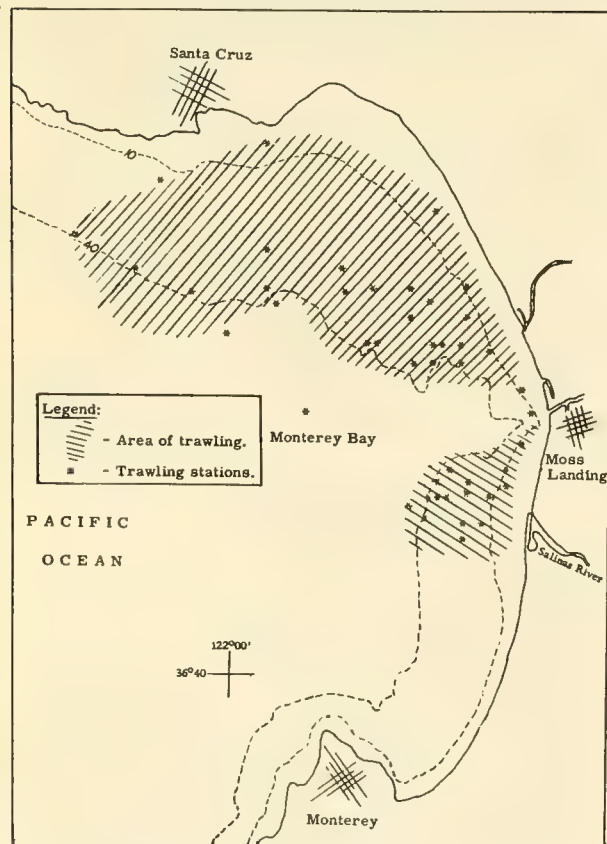 Santa Cruz
10
40
Legend:
- Area of trawling.
* - Trawling stations.
Monterey Bay
Moss
Landing
PACIFIC
OCEAN
Salinas River
122°00'
36°40
Monterey